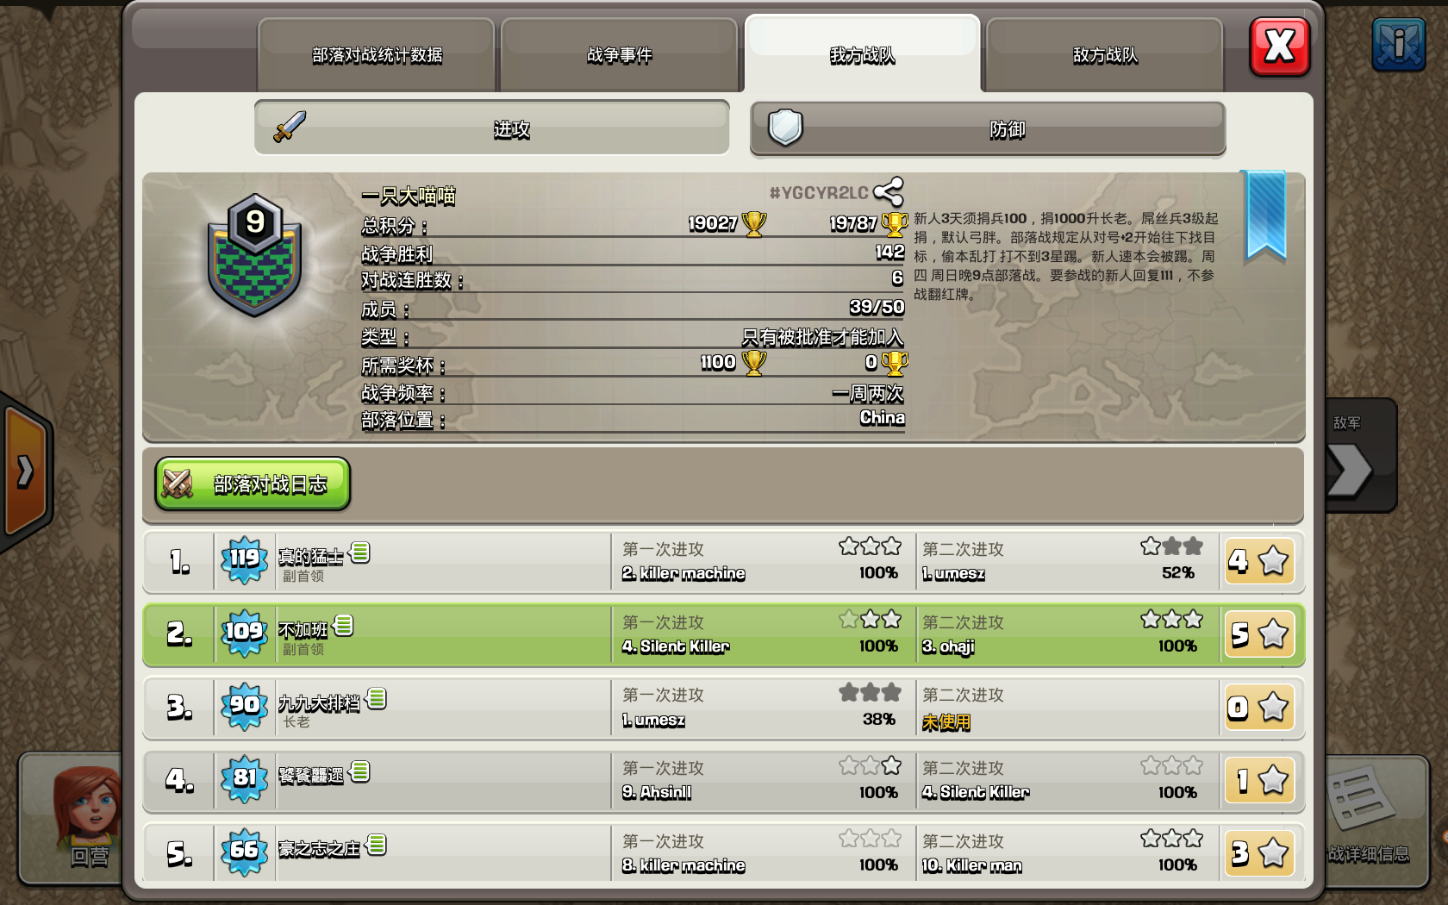 部落对战统计数据
战争事件
我方战队
敌方战队
进攻
防御
9
一只大喵喵
#YGCYR2LC
总积分：
19027
19787
战争胜利
142
对战连胜数：
6
成员：
39/50
类型：
只有被批准才能加入
所需奖杯：
1100
0
战争频率：
一周两次
部落位置：
China
新人3天须捐兵100，捐1000升长老。屌丝兵3级起
捐，默认弓胖。部落战规定从对号+2开始往下找目
标，偷本乱打 打不到3星踢。新人速本会被踢。周
四 周日晚9点部落战。要参战的新人回复111，不参
战翻红牌。
敌军
部落对战日志
1.
119
真的猛士
副首领
第一次进攻
2. killer machine
100%
第二次进攻
1. umesz
52%
4
2.
109
不加班
副首领
第一次进攻
4. Silent Killer
100%
第二次进攻
3. ohaji
100%
5
3.
90
九九大排档
长老
第一次进攻
1. umesz
38%
第二次进攻
未使用
0
4.
81
第一次进攻
9. Ahsinll
100%
第二次进攻
4. Silent Killer
100%
1
5.
66
豪之志之庄
第一次进攻
8. killer machine
100%
第二次进攻
10. Killer man
100%
3
回营
战详细信息